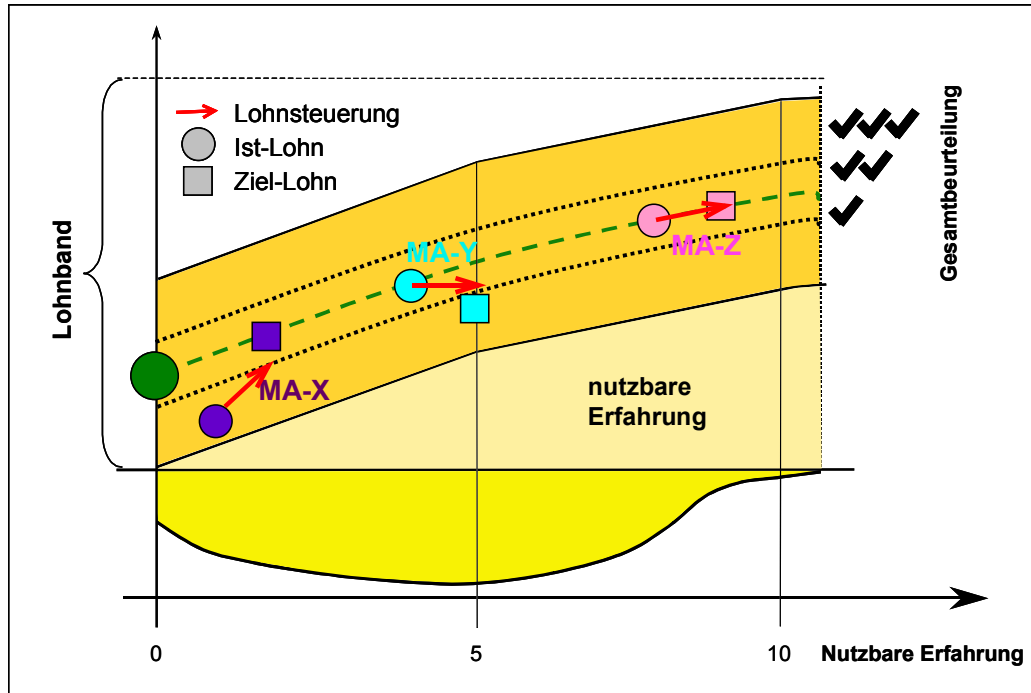 Lohnsteuerung
Ist-Lohn
Ziel-Lohn
Lohnband
Gesamtbeurteilung
MA-Y
MA-Z
MA-X
nutzbare
Erfahrung
0
5
10
Nutzbare Erfahrung